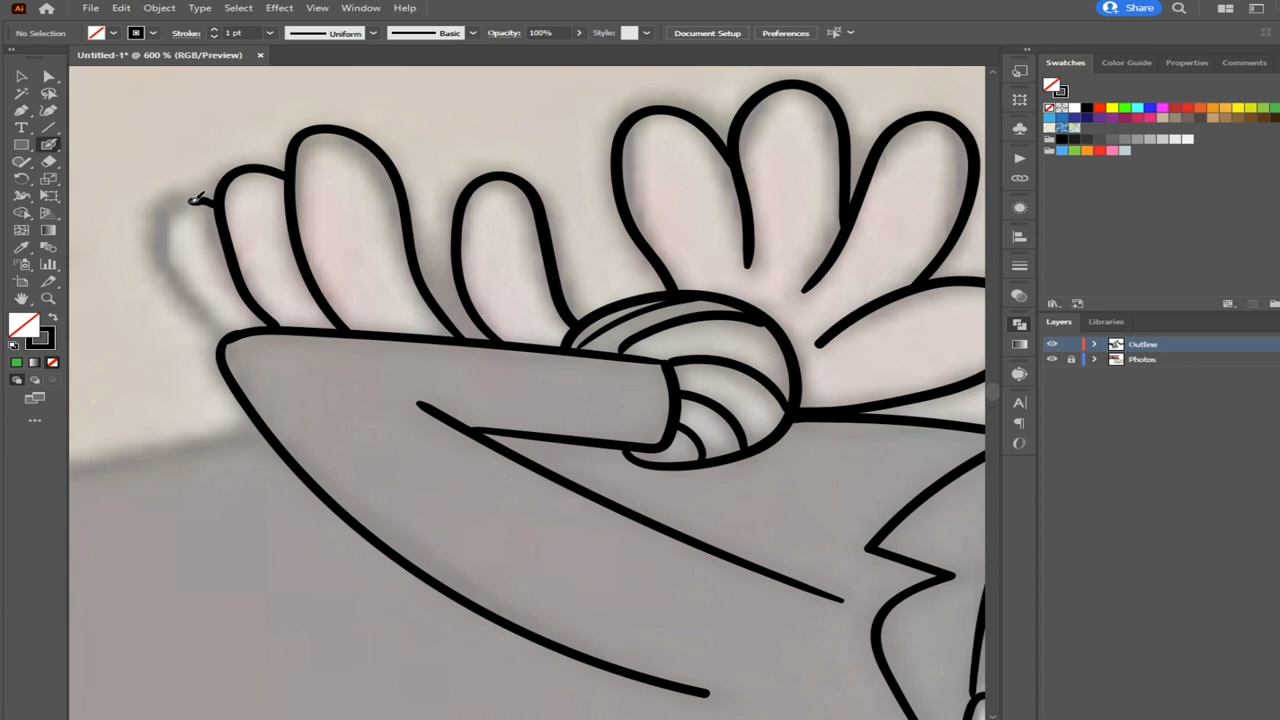 Ai File Edit Object Type Select Effect View Window Help Share
No Selection Stroke: 1 pt Uniform Basic Opacity: 100% Style: Document Setup Preferences
Untitled-1* @ 600 % (RGB/Preview) ×
Swatches Color Guide Properties Comments
Layers Libraries
Outline
Photos